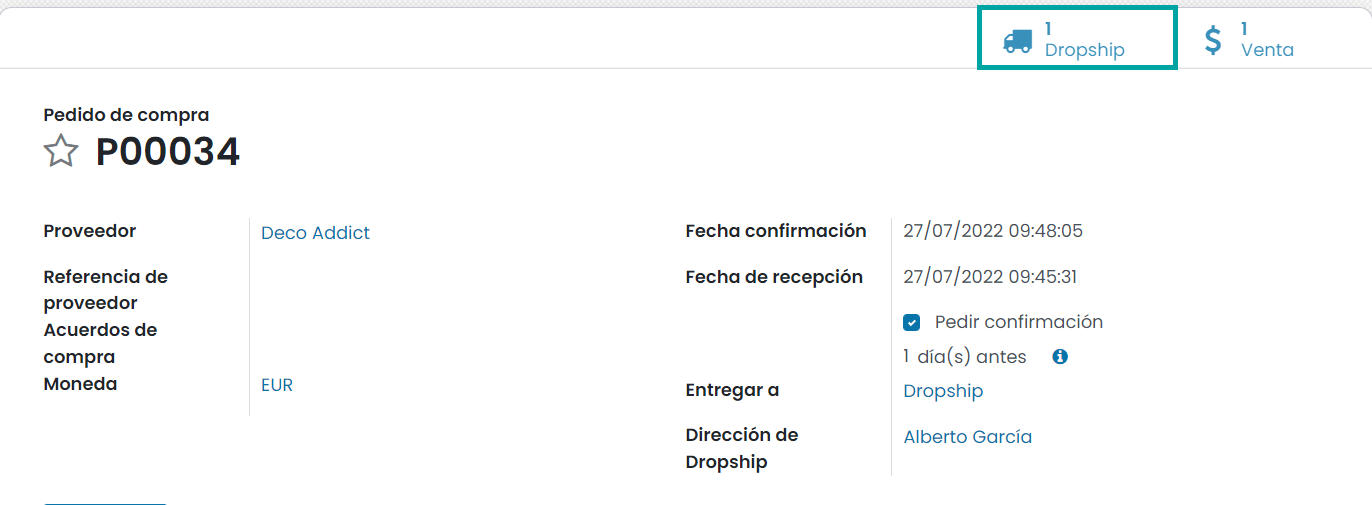 1
Dropship
1
Venta
Pedido de compra
P00034
Proveedor
Deco Addict
Referencia de
proveedor
Acuerdos de
compra
Moneda
EUR
Fecha confirmación
27/07/2022 09:48:05
Fecha de recepción
27/07/2022 09:45:31
Pedir confirmación
1 día(s) antes
Entregar a
Dropship
Dirección de
Dropship
Alberto García